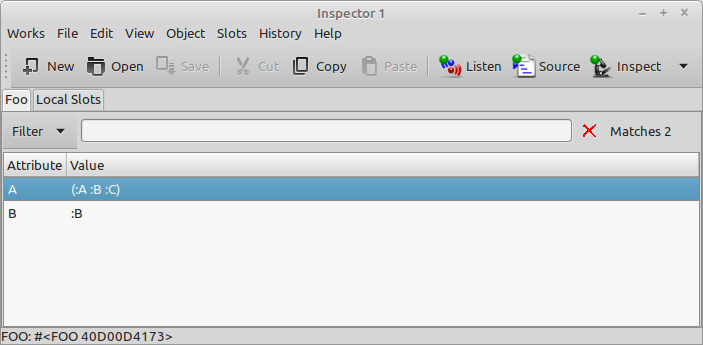 Inspector 1
Works File Edit View Object Slots History Help
New Open Save Cut Copy Paste Listen Source Inspect
Foo Local Slots
Filter Matches 2
Attribute Value
A (:A :B :C)
B :B
FOO: #<FOO 40D00D4173>